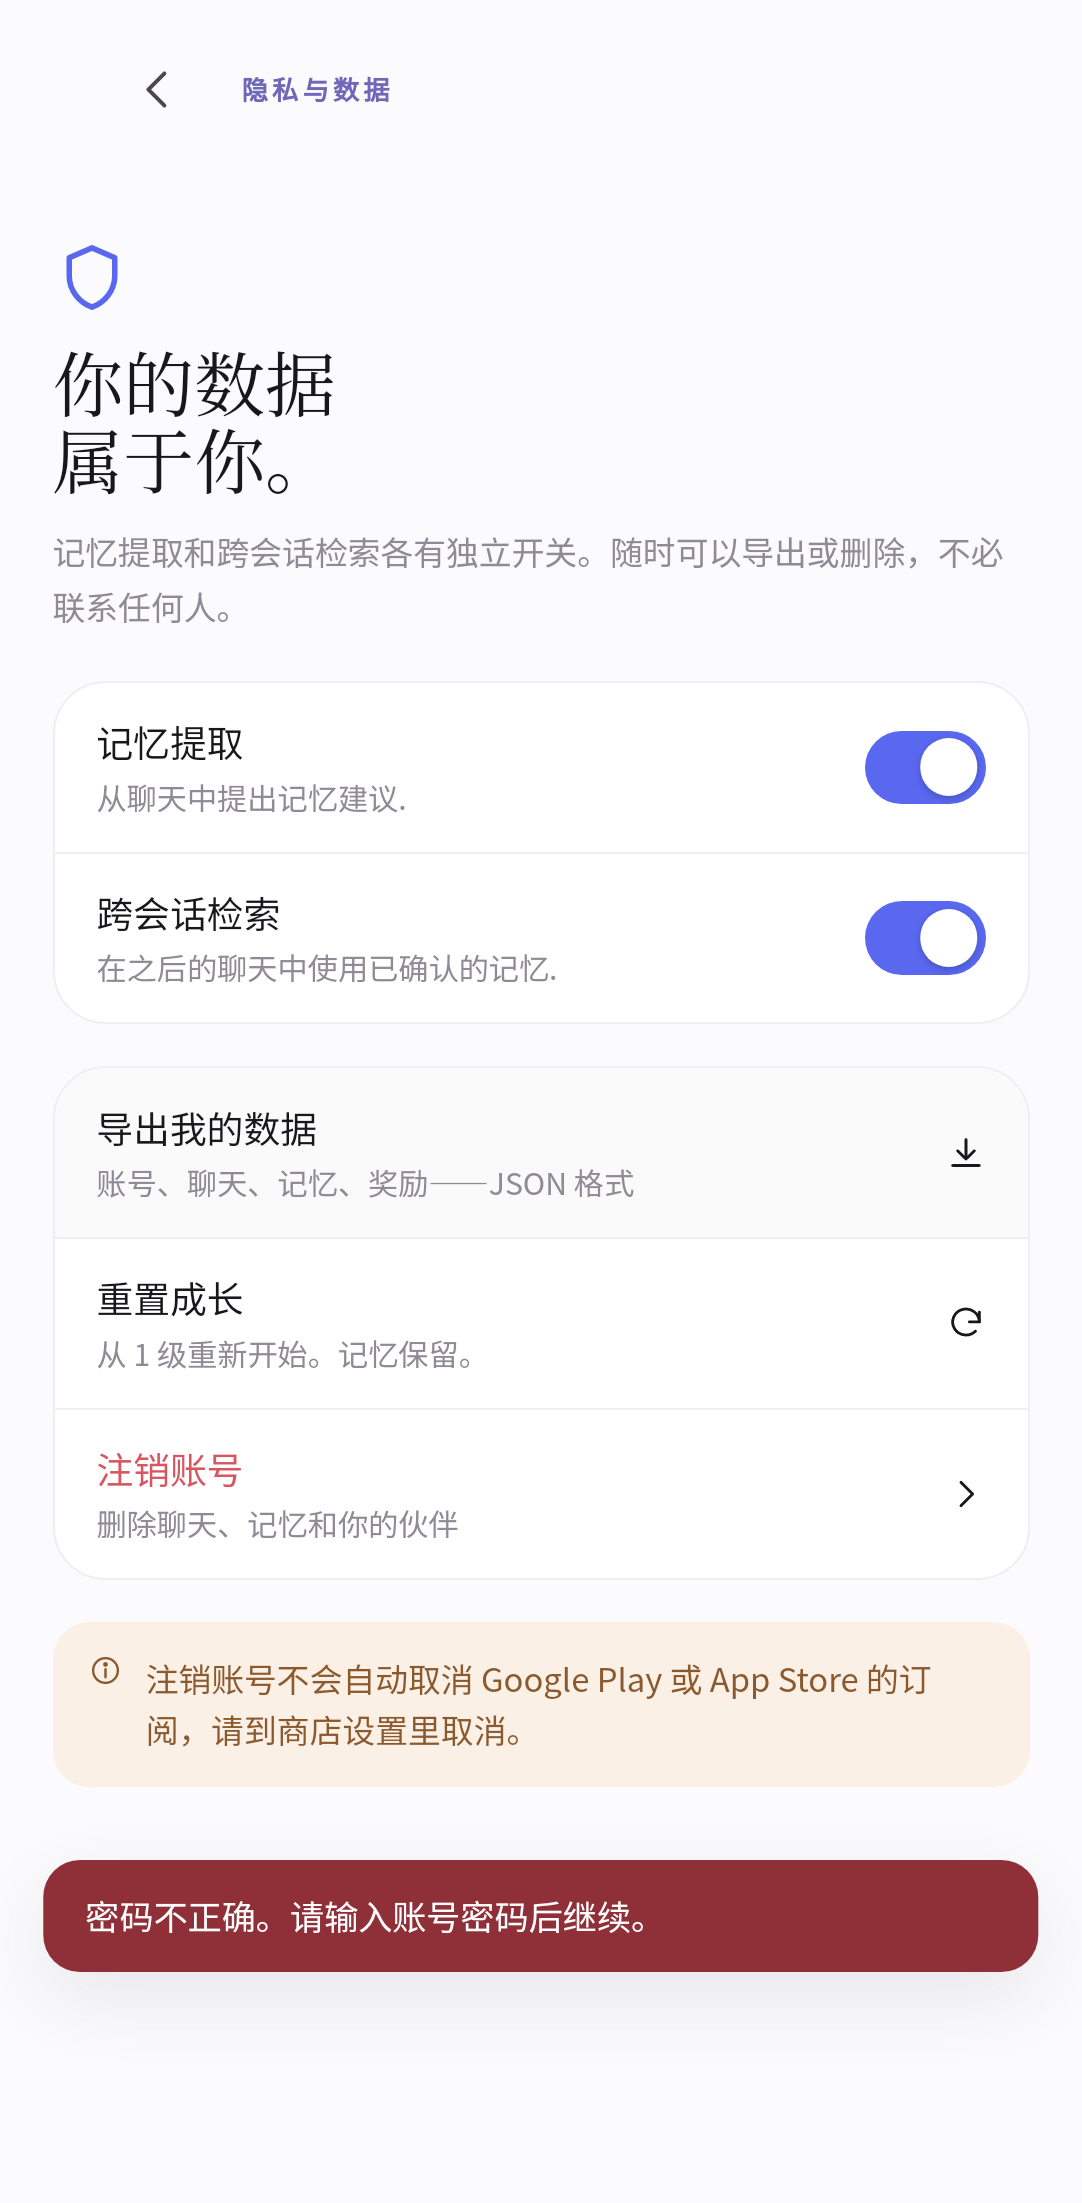 隐私与数据
你的数据
属于你。
记忆提取和跨会话检索各有独立开关。随时可以导出或删除，不必
联系任何人。
记忆提取
从聊天中提出记忆建议.
跨会话检索
在之后的聊天中使用已确认的记忆.
导出我的数据
账号、聊天、记忆、奖励——JSON 格式
重置成长
从 1 级重新开始。记忆保留。
注销账号
删除聊天、记忆和你的伙伴
注销账号不会自动取消 Google Play 或 App Store 的订
阅，请到商店设置里取消。
密码不正确。请输入账号密码后继续。